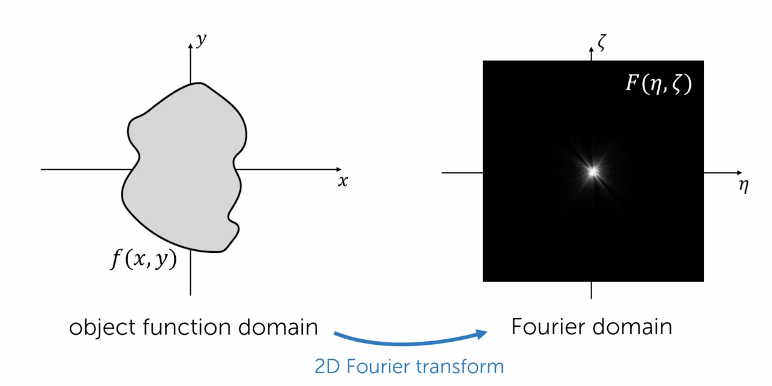 y
x
f(x, y)
object function domain
2D Fourier transform
ζ
F(η, ζ)
η
Fourier domain